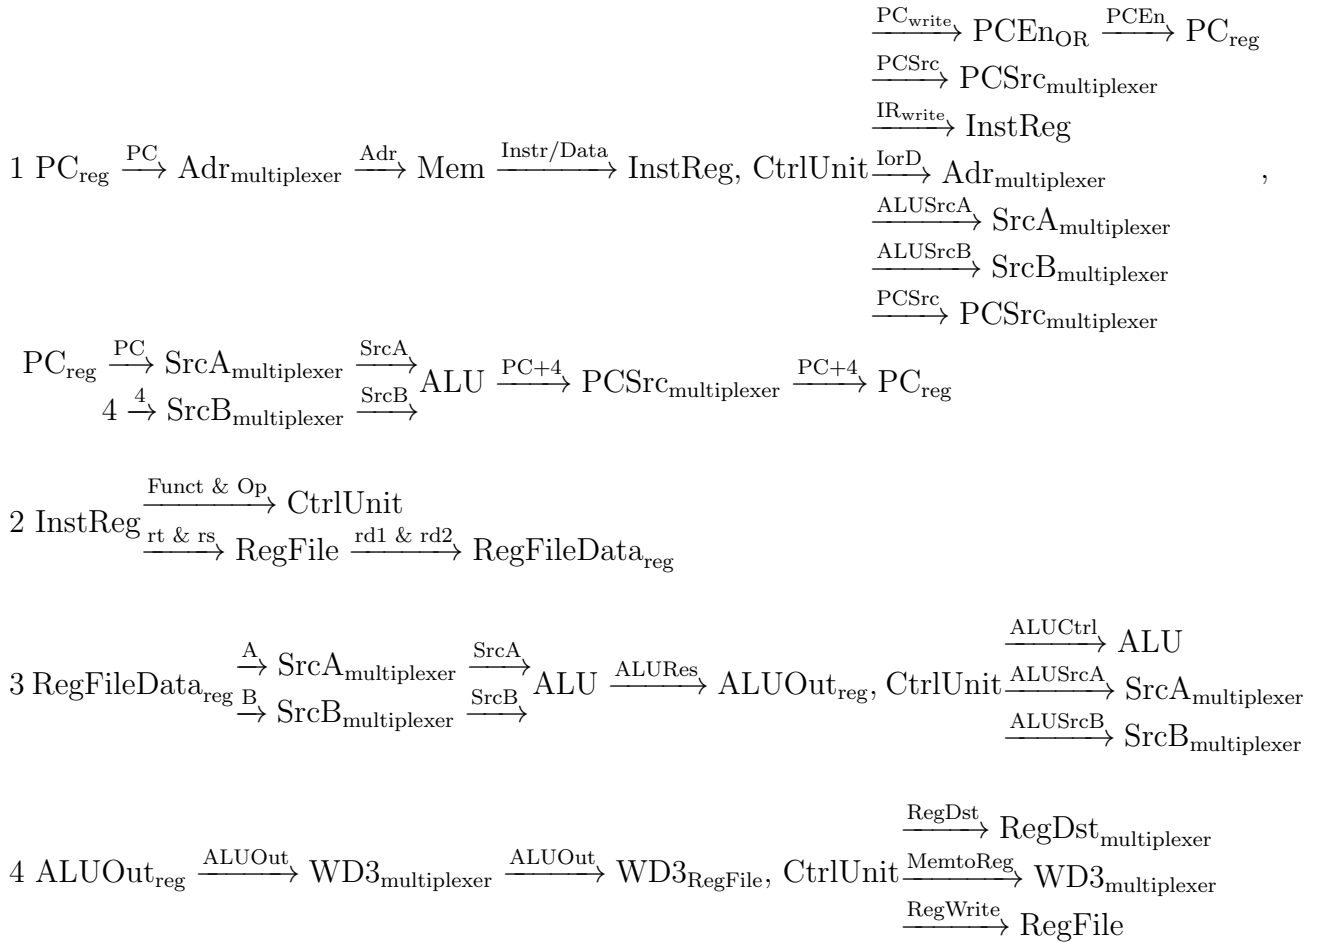 PC_write PCEn_OR PCEn PC_reg
PCSrc PCSrc_multiplexer
IR_write InstReg
1 PC_reg PC Adr_multiplexer Adr Mem Instr/Data InstReg, CtrlUnit IorD Adr_multiplexer ,
ALUSrcA SrcA_multiplexer
ALUSrcB SrcB_multiplexer
PCSrc PCSrc_multiplexer
PC_reg PC SrcA_multiplexer SrcA
ALU PC+4 PCSrc_multiplexer PC+4 PC_reg
4 4 SrcB_multiplexer SrcB
Funct & Op CtrlUnit
2 InstReg
rt & rs RegFile rd1 & rd2 RegFileData_reg
ALUCtrl ALU
A SrcA_multiplexer SrcA
3 RegFileData_reg ALU ALURes ALUOut_reg, CtrlUnit ALUSrcA SrcA_multiplexer
B SrcB_multiplexer SrcB
ALUSrcB SrcB_multiplexer
RegDst RegDst_multiplexer
4 ALUOut_reg ALUOut WD3_multiplexer ALUOut WD3_RegFile, CtrlUnit MemtoReg WD3_multiplexer
RegWrite RegFile